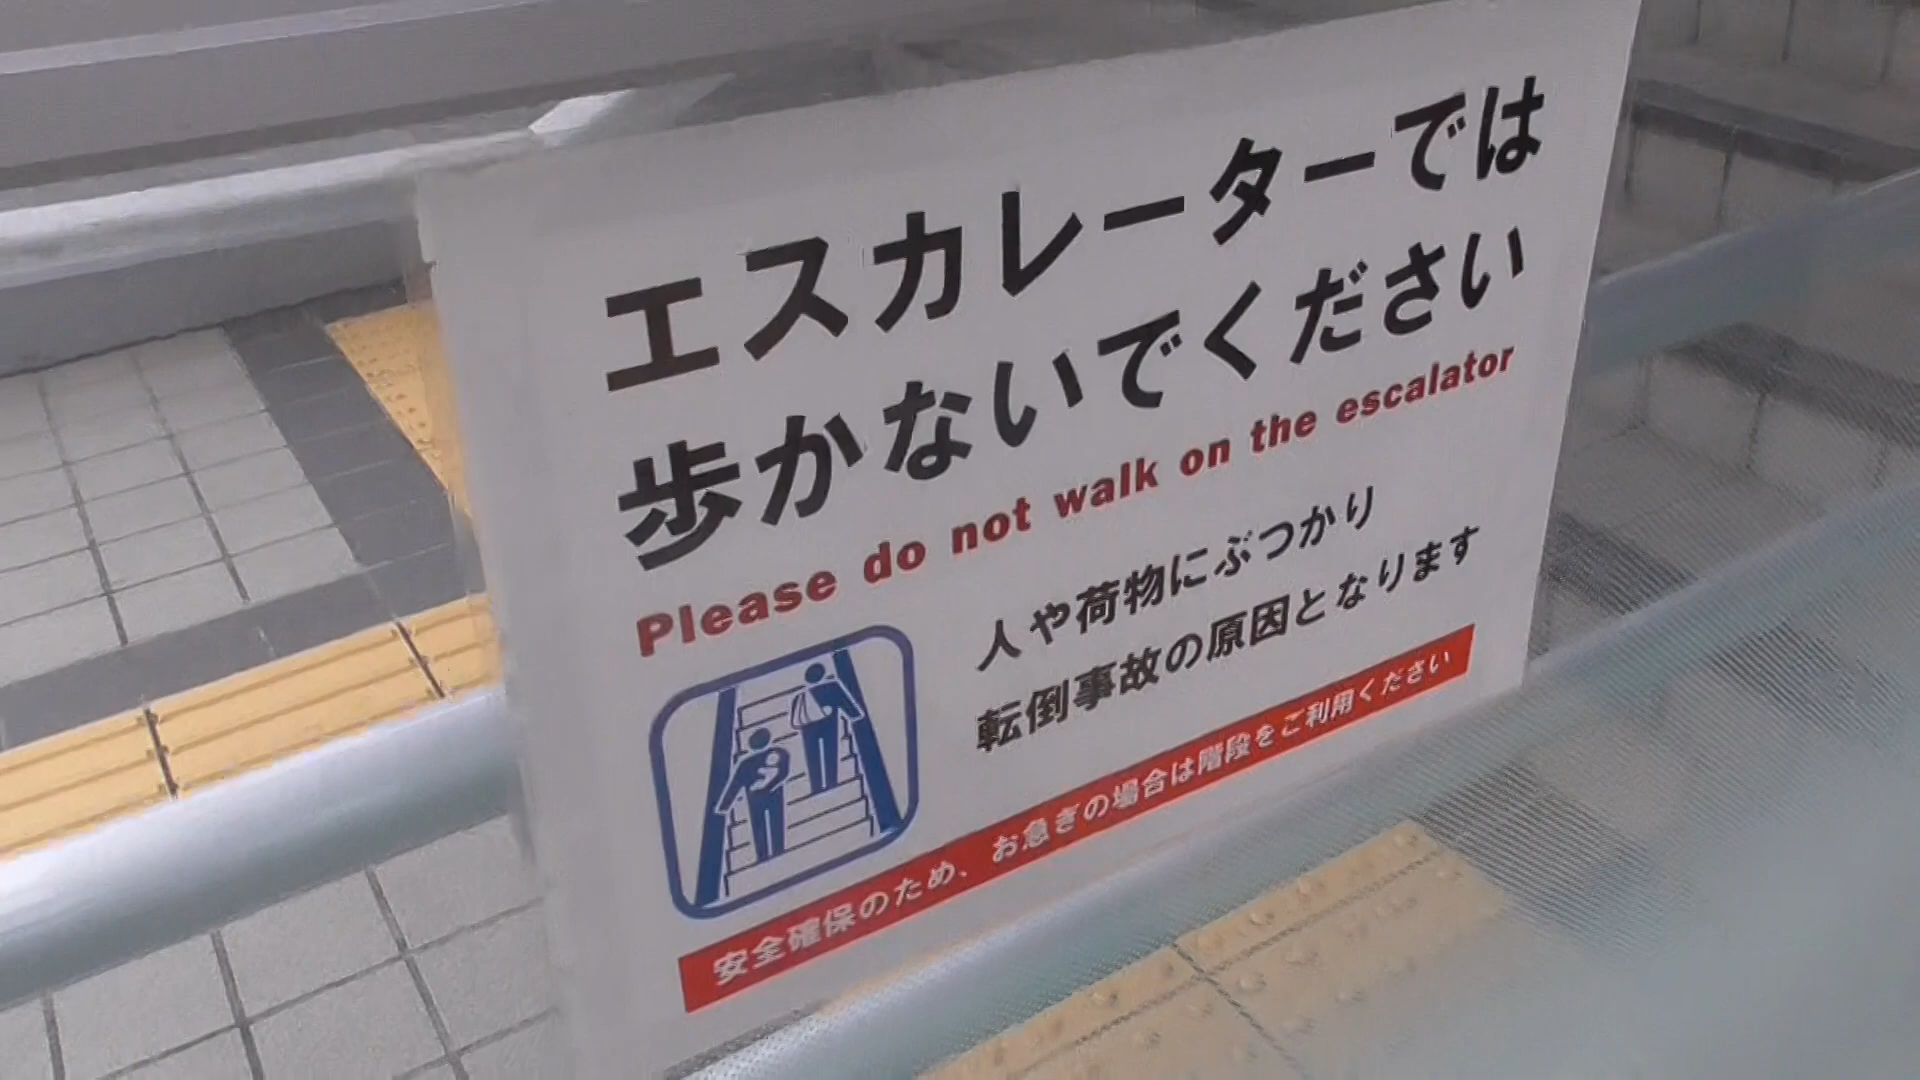 エスカレーターでは
歩かないでください
Please do not walk on the escalator
人や荷物にぶつかり
転倒事故の原因となります
安全確保のため、お急ぎの場合は階段をご利用ください